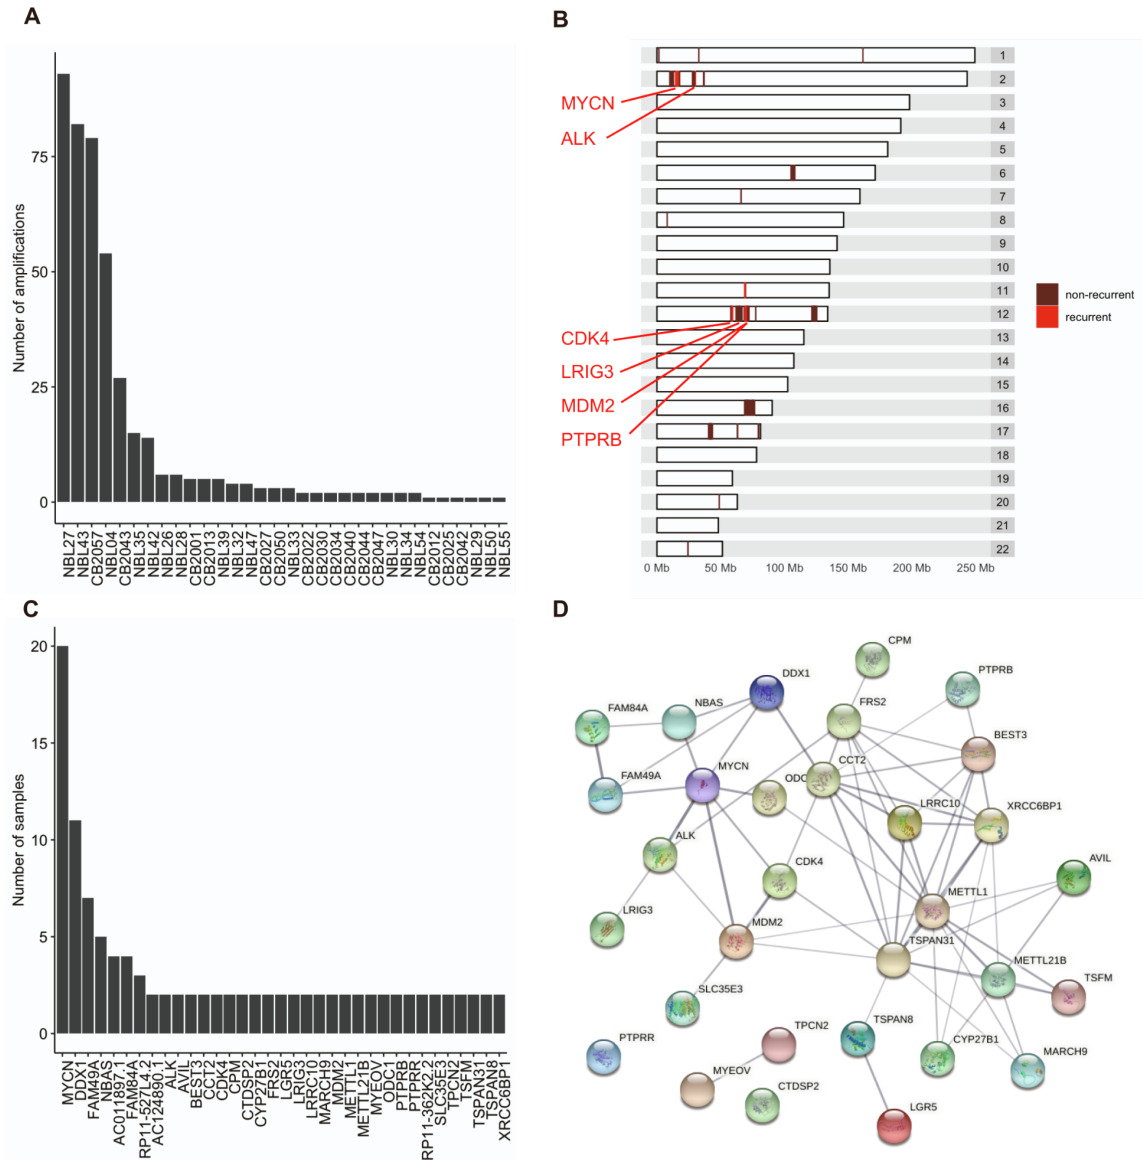 A
Number of amplifications
75
50
25
0
NBL27
NBL43
CB2057
NBL04
CB2043
NBL35
NBL42
NBL26
NBL28
CB2001
CB2013
NBL39
NBL32
NBL47
CB2027
CB2050
NBL33
CB2022
CB2030
CB2034
CB2040
CB2044
CB2047
NBL30
NBL34
NBL54
CB2012
CB2025
CB2042
NBL29
NBL50
NBL55
B
1
2
3
4
5
6
7
8
9
10
11
12
13
14
15
16
17
18
19
20
21
22
MYCN
ALK
CDK4
LRIG3
MDM2
PTPRB
0 Mb 50 Mb 100 Mb 150 Mb 200 Mb 250 Mb
non-recurrent
recurrent
C
Number of samples
20
15
10
5
0
MYCN
DDX1
FAM49A
NBAS
AC011897.1
FAM84A
RP11-527L4.2
AC124890.1
ALK
AVIL
BEST3
CCT2
CDK4
CPM
CTDSP2
CYP27B1
FRS2
LGR5
LRIG3
LRRC10
MARCH9
MDM2
METTL1
METTL21B
MYEOV
ODC1
PTPRB
PTPRR
RP11-362K2.2
SLC35E3
TPCN2
TSFM
TSPAN31
TSPAN8
XRCC6BP1
D
CPM
PTPRB
DDX1
FRS2
FAM84A
NBAS
BEST3
CCT2
MYCN
ODC
FAM49A
XRCC6BP1
LRRC10
ALK
CDK4
AVIL
METTL1
LRIG3
MDM2
TSPAN31
METTL21B
TSFM
SLC35E3
TSPAN8
TPCN2
CYP27B1
PTPRR
MARCH9
MYEOV
CTDSP2
LGR5